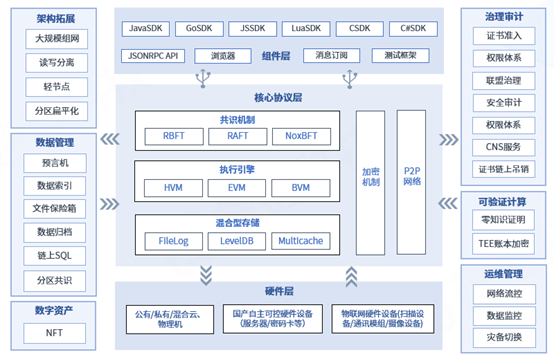 架构拓展
大规模组网
读写分离
轻节点
分区扁平化
数据管理
预言机
数据索引
文件保险箱
数据归档
链上SQL
分区共识
数字资产
NFT
JavaSDK
GoSDK
JSSDK
LuaSDK
CSDK
C#SDK
JSONRPC API
浏览器
组件层
消息订阅
测试框架
核心协议层
共识机制
RBFT
RAFT
NoxBFT
执行引擎
HVM
EVM
BVM
混合型存储
FIleLog
LevelDB
Multicache
加密
机制
P2P
网络
硬件层
公有/私有/混合云、
物理机
国产自主可控硬件设备
（服务器/密码卡等）
物联网硬件设备(扫描设
备/通讯模组/摄像设备)
治理审计
证书准入
权限体系
联盟治理
安全审计
权限体系
CNS服务
证书链上吊销
可验证计算
零知识证明
TEE账本加密
运维管理
网络流控
数据监控
灾备切换